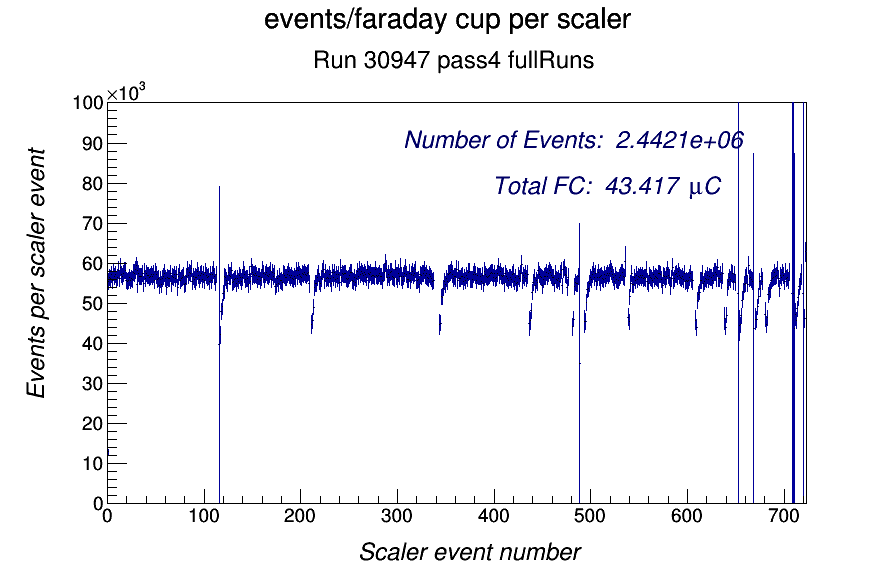 events/faraday cup per scaler
Run 30947 pass4 fullRuns
×10³
100
90
80
70
60
50
40
30
20
10
0
Events per scaler event
Number of Events: 2.4421e+06
Total FC: 43.417 μC
0 100 200 300 400 500 600 700
Scaler event number